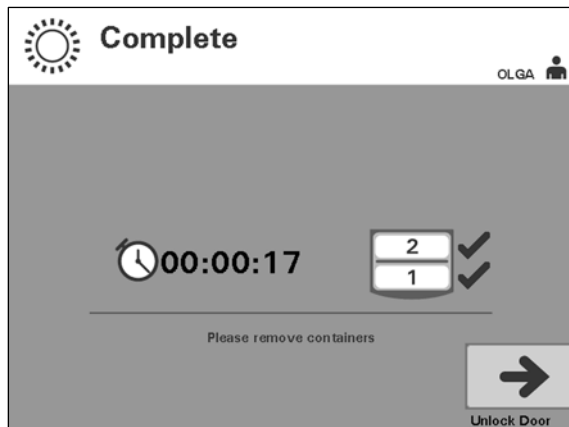 Complete
OLGA
00:00:17
2
1
Please remove containers
Unlock Door